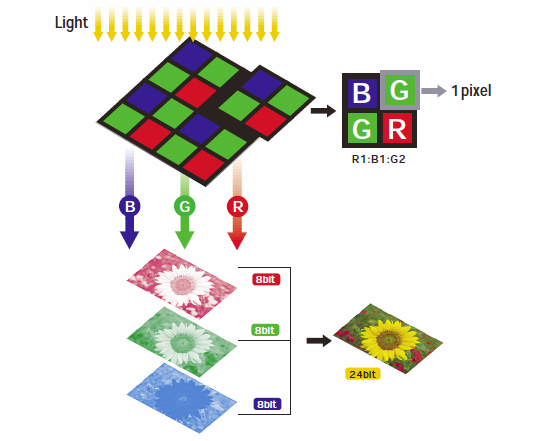 Light
B G
1 pixel
G R
R1:B1:G2
B G R
8bit
8bit
8bit
24bit